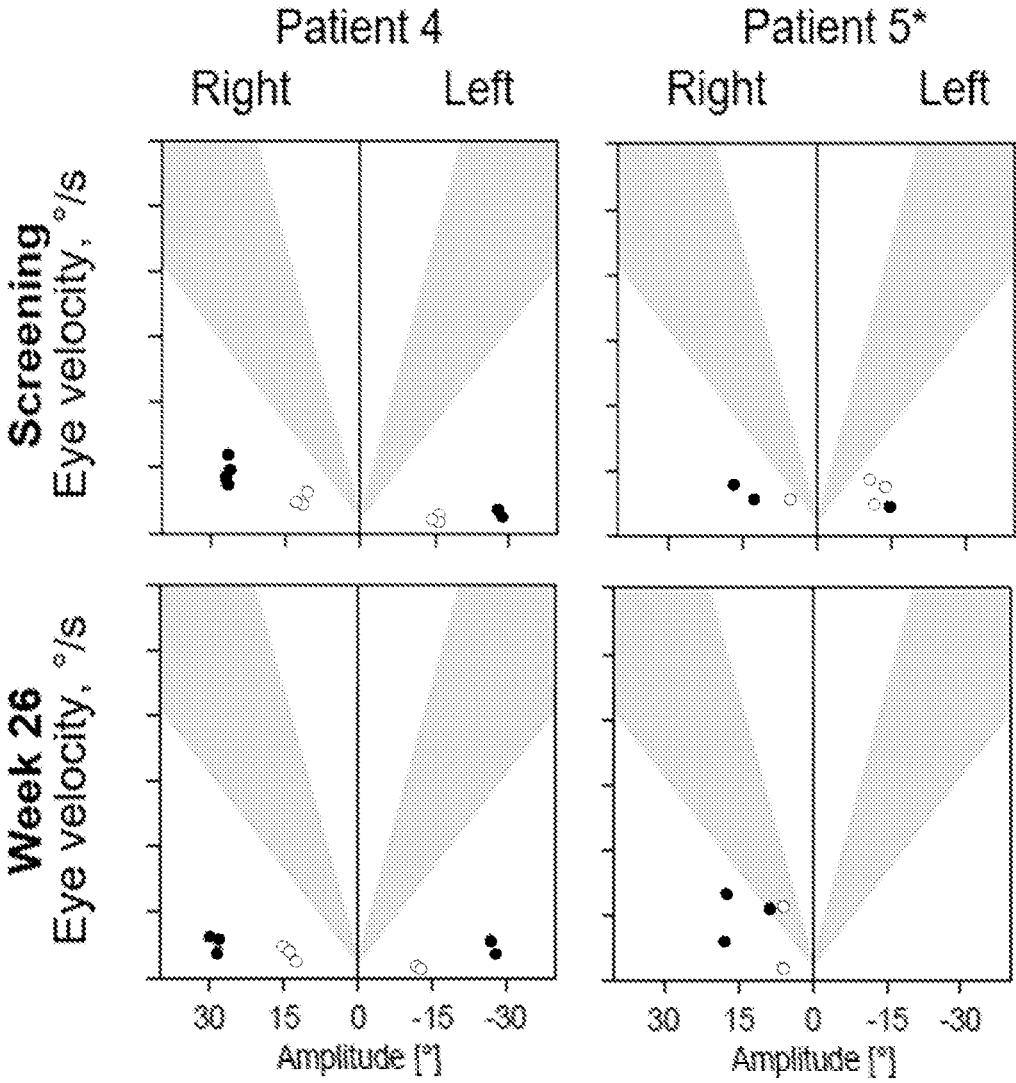 Patient 4 Patient 5*
Right Left Right Left
Screening
Eye velocity, °/s
Week 26
Eye velocity, °/s
30 15 0 -15 -30 30 15 0 -15 -30
Amplitude [°] Amplitude [°]